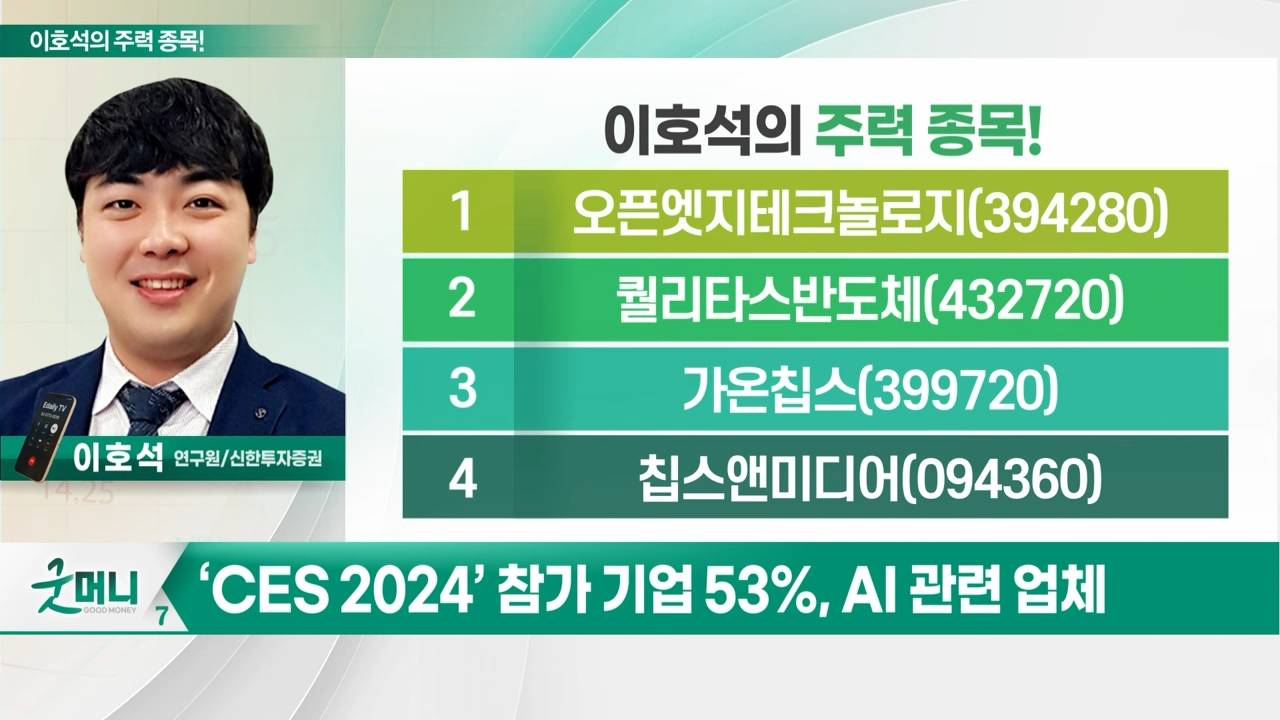 이호석의 주력 종목!
이호석의 주력 종목!
1 오픈엣지테크놀로지(394280)
2 퀄리타스반도체(432720)
3 가온칩스(399720)
4 칩스앤미디어(094360)
Edaily TV
이호석 연구원/신한투자증권
14.25
굿머니
GOOD MONEY
7
‘CES 2024’ 참가 기업 53%, AI 관련 업체